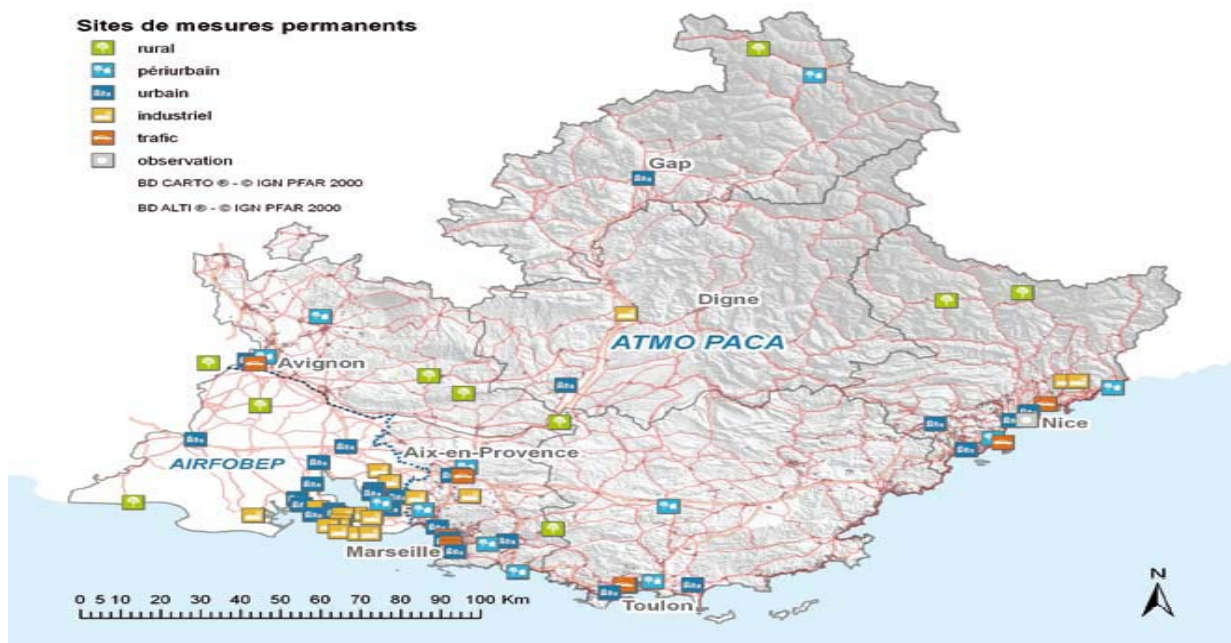 Sites de mesures permanents
rural
périurbain
urbain
industriel
trafic
observation
BD CARTO ® - © IGN PFAR 2000
BD ALTI ® - © IGN PFAR 2000
Gap
Digne
ATMO PACA
Avignon
Nice
Aix-en-Provence
AIRFOBEP
Marseille
Toulon
0 5 10 20 30 40 50 60 70 80 90 100 Km
N